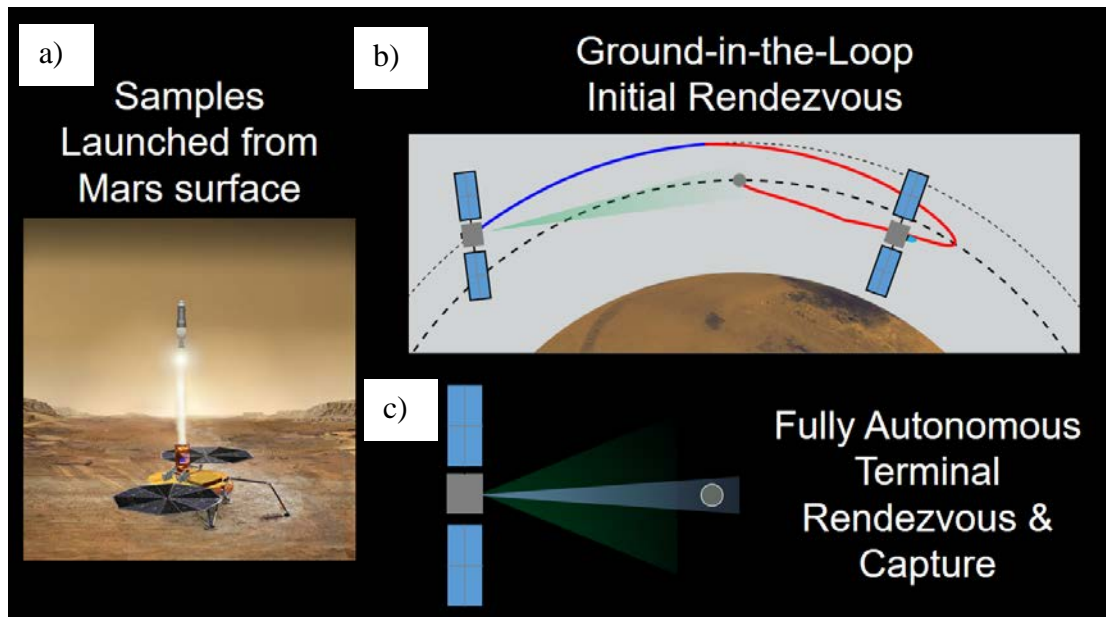 a)
Samples
Launched from
Mars surface
b)
Ground-in-the-Loop
Initial Rendezvous
c)
Fully Autonomous
Terminal
Rendezvous &
Capture